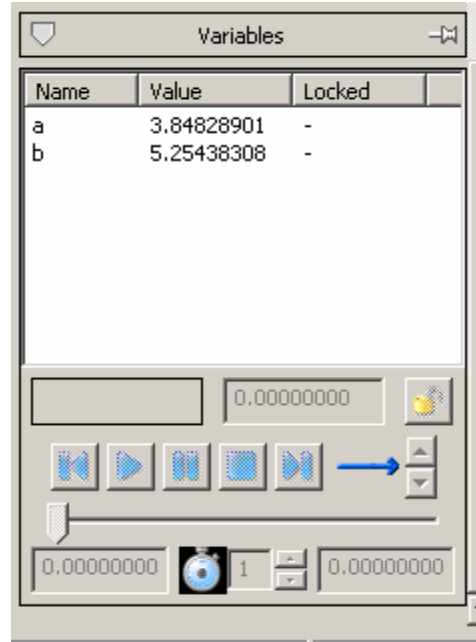 Variables
Name Value Locked
a 3.84828901 -
b 5.25438308 -
0.00000000
0.00000000 1 0.00000000